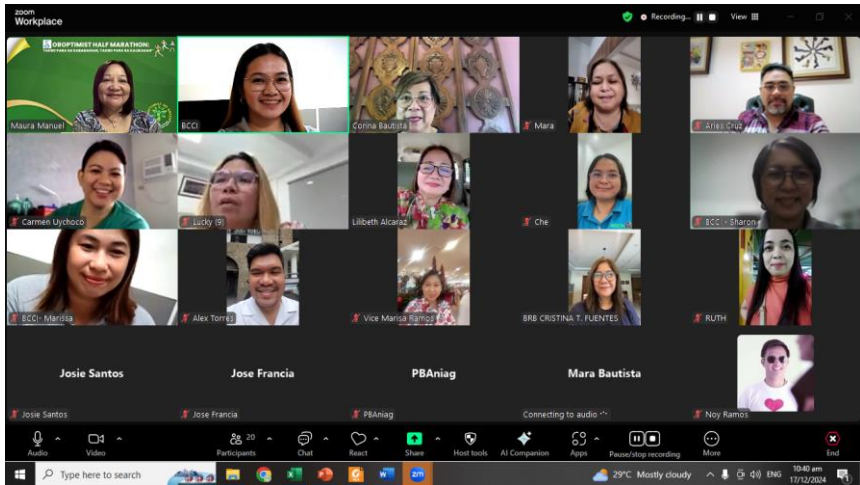 zoom
Workplace
Recording...
View
SOROPTIMIST HALF MARATHON:
Maura Manuel
BCCI
Corina Bautista
Mara
Aries Cruz
Carmen Uychoco
Lucky (9)
Lilibeth Alcaraz
Che
BCCI - Sharon
BCCI- Marissa
Alex Torres
Vice Marisa Ramos
BRB CRISTINA T. FUENTES
RUTH
Josie Santos
Jose Francia
PBAniag
Mara Bautista
Josie Santos
Jose Francia
PBAniag
Connecting to audio
Noy Ramos
Audio
Video
20
Participants
Chat
React
Share
Host tools
AI Companion
Apps
Pause/stop recording
More
End
Type here to search
zm
29°C Mostly cloudy
ENG
10:40 am
17/12/2024